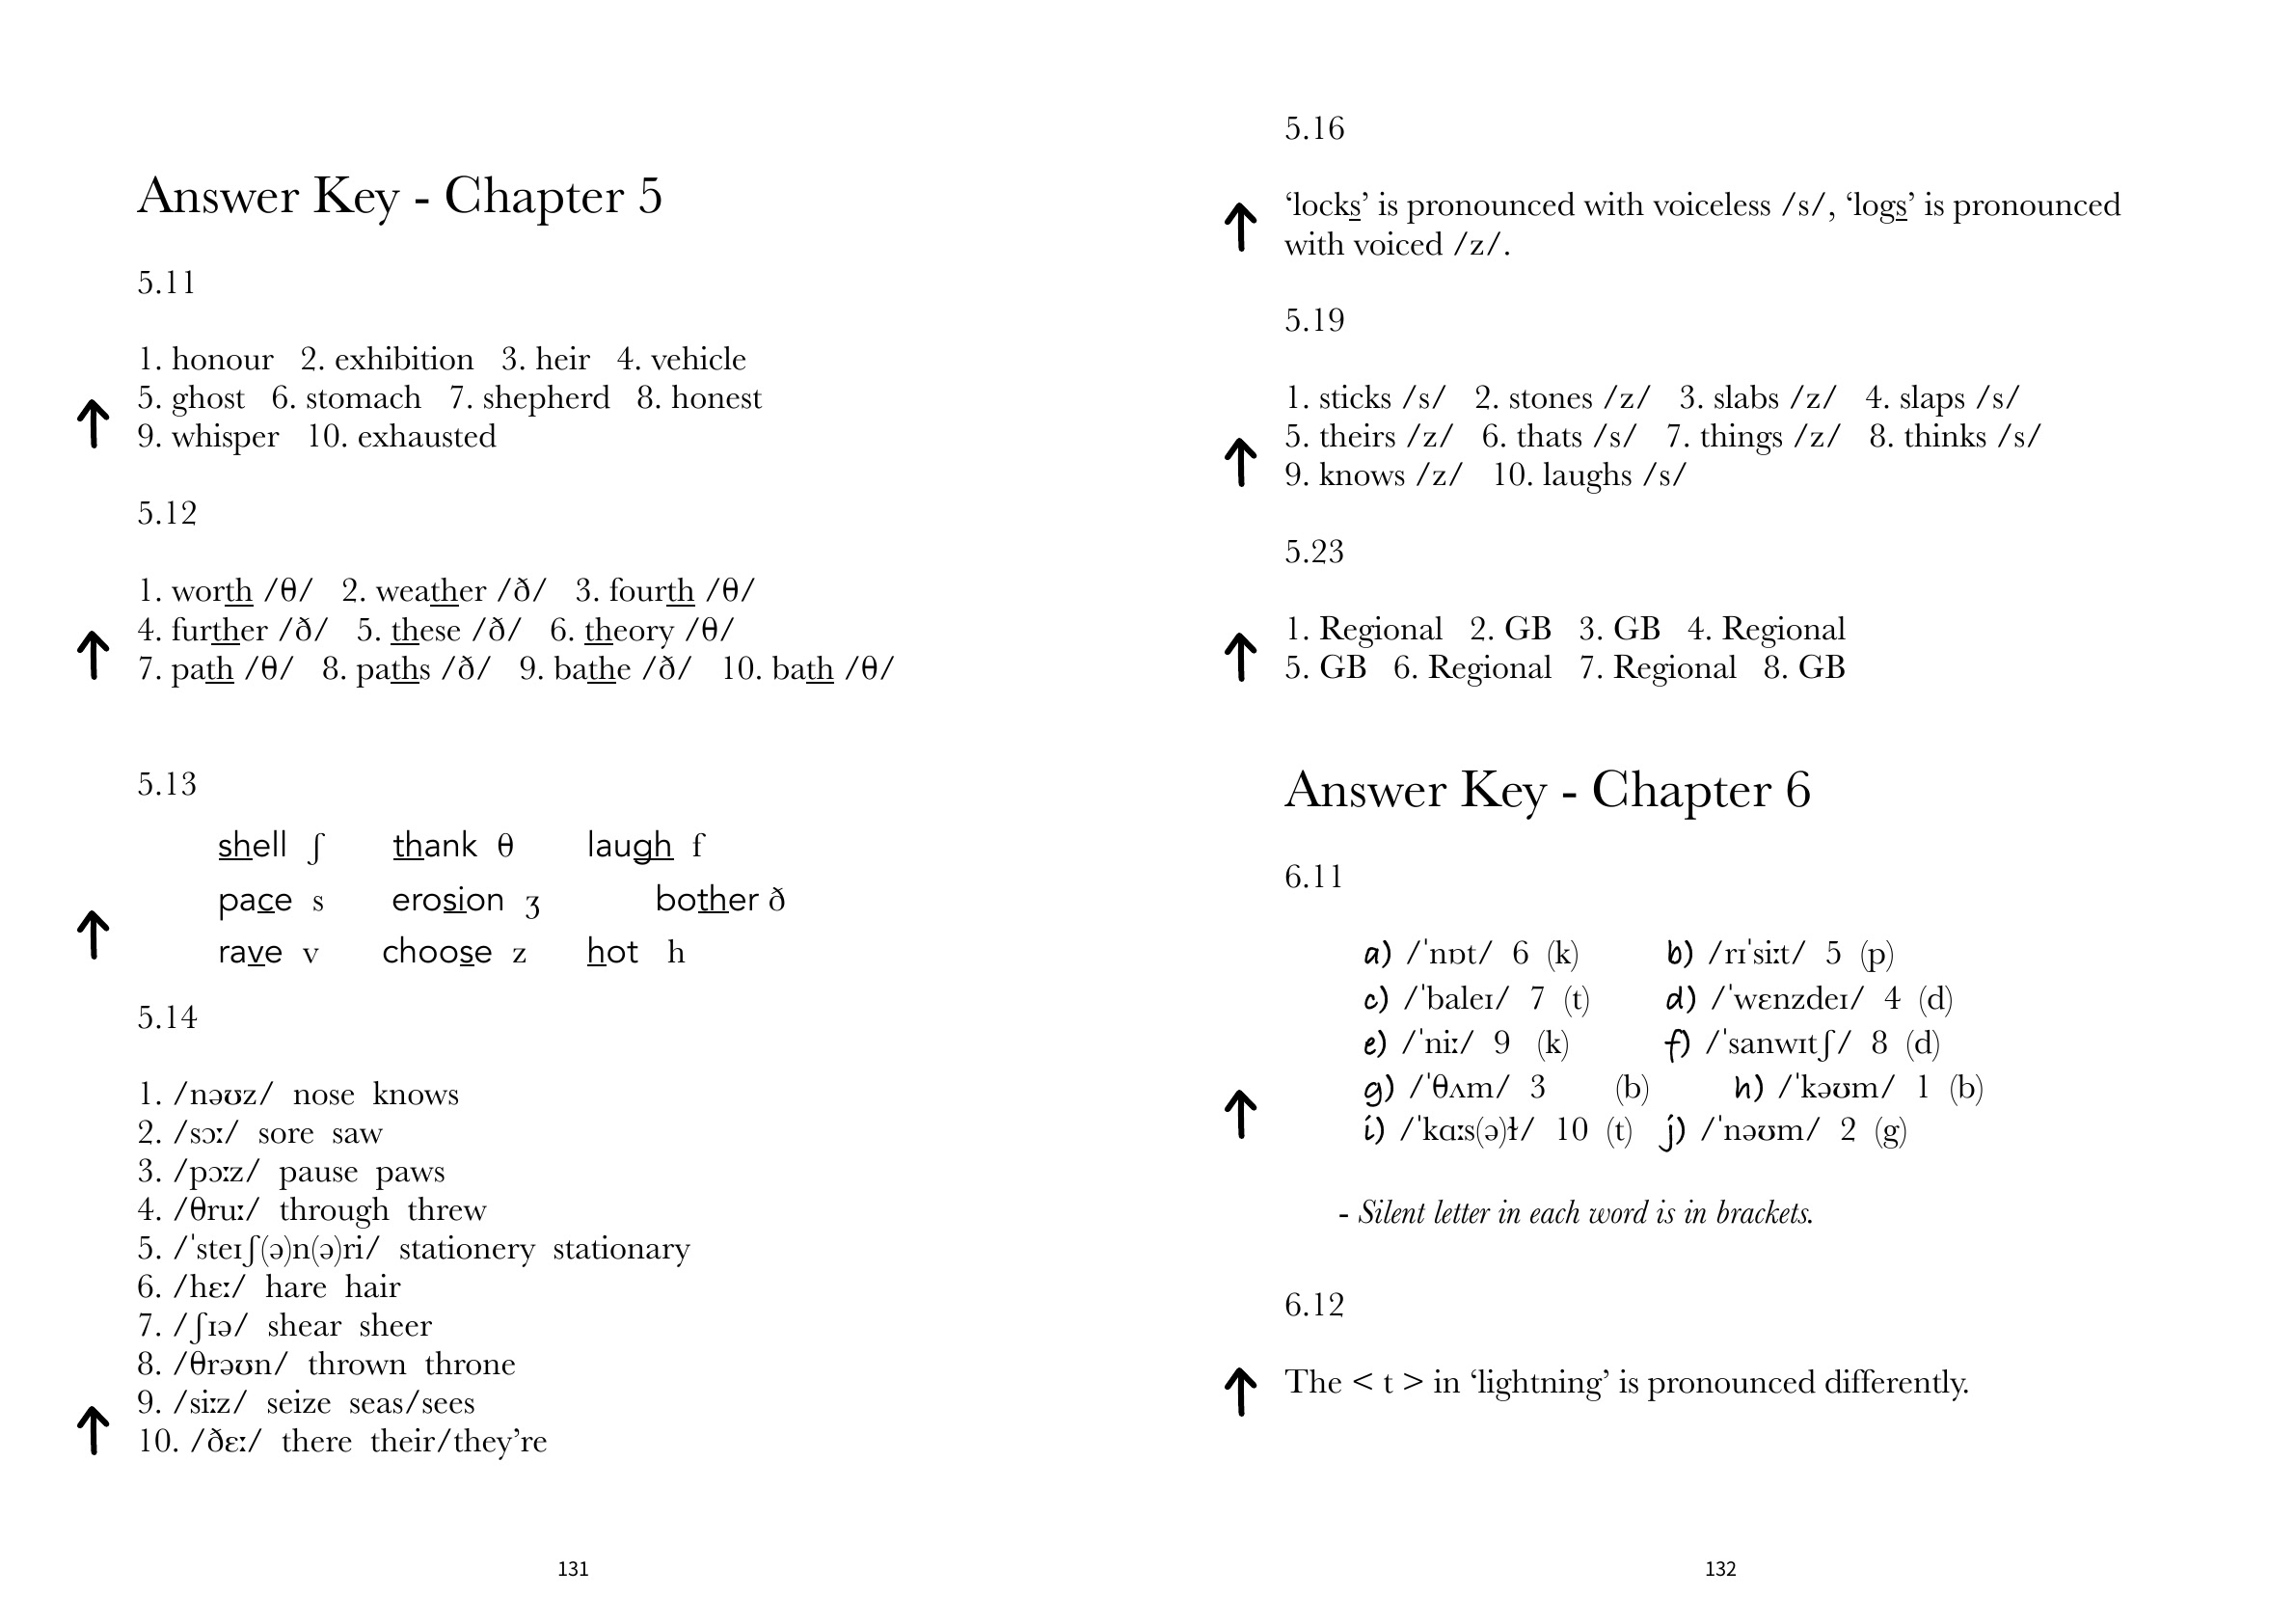 Answer Key - Chapter 5
5.11
1. honour 2. exhibition 3. heir 4. vehicle
5. ghost 6. stomach 7. shepherd 8. honest
9. whisper 10. exhausted
5.12
1. worth /θ/ 2. weather /ð/ 3. fourth /θ/
4. further /ð/ 5. these /ð/ 6. theory /θ/
7. path /θ/ 8. paths /ð/ 9. bathe /ð/ 10. bath /θ/
5.13
shell ʃ thank θ laugh f
pace s erosion ʒ bother ð
rave v choose z hot h
5.14
1. /nəʊz/ nose knows
2. /sɔː/ sore saw
3. /pɔːz/ pause paws
4. /θruː/ through threw
5. /ˈsteɪʃ(ə)n(ə)ri/ stationery stationary
6. /hɛː/ hare hair
7. /ʃɪə/ shear sheer
8. /θrəʊn/ thrown throne
9. /siːz/ seize seas/sees
10. /ðɛː/ there their/they’re
131
5.16
‘locks’ is pronounced with voiceless /s/, ‘logs’ is pronounced
with voiced /z/.
5.19
1. sticks /s/ 2. stones /z/ 3. slabs /z/ 4. slaps /s/
5. theirs /z/ 6. thats /s/ 7. things /z/ 8. thinks /s/
9. knows /z/ 10. laughs /s/
5.23
1. Regional 2. GB 3. GB 4. Regional
5. GB 6. Regional 7. Regional 8. GB
Answer Key - Chapter 6
6.11
a) /ˈnɒt/ 6 (k) b) /rɪˈsiːt/ 5 (p)
c) /ˈbaleɪ/ 7 (t) d) /ˈwɛnzdeɪ/ 4 (d)
e) /ˈniː/ 9 (k) f) /ˈsanwɪtʃ/ 8 (d)
g) /ˈθʌm/ 3 (b) h) /ˈkəʊm/ 1 (b)
i) /ˈkɑːs(ə)ɫ/ 10 (t) j) /ˈnəʊm/ 2 (g)
- Silent letter in each word is in brackets.
6.12
The < t > in ‘lightning’ is pronounced differently.
132